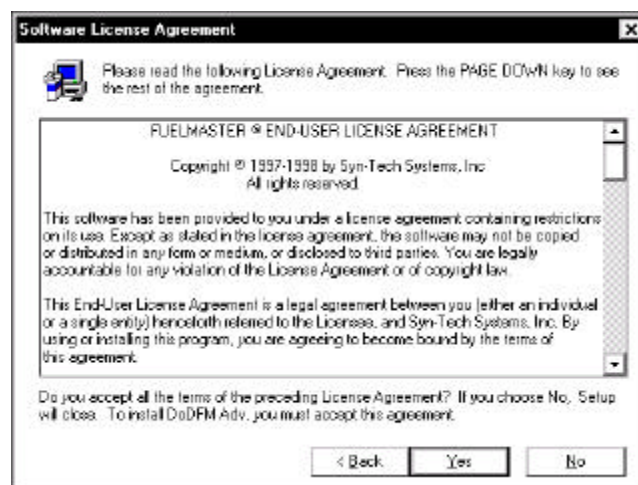 Software License Agreement
Please read the following License Agreement. Press the PAGE DOWN key to see
the rest of the agreement.
FUELMASTER ® END-USER LICENSE AGREEMENT
Copyright © 1997-1998 by Syn-Tech Systems, Inc
All rights reserved.
This software has been provided to you under a license agreement containing restrictions
on its use. Except as stated in the license agreement, the software may not be copied
or distributed in any form or medium, or disclosed to third parties. You are legally
accountable for any violation of the License Agreement or of copyright law.
This End-User License Agreement is a legal agreement between you (either an individual
or a single entity) henceforth referred to the Licensee, and Syn-Tech Systems, Inc. By
using or installing this program, you are agreeing to become bound by the terms of
this agreement.
Do you accept all the terms of the preceding License Agreement? If you choose No, Setup
will close. To install DoDFM Adv, you must accept this agreement.
< Back
Yes
No